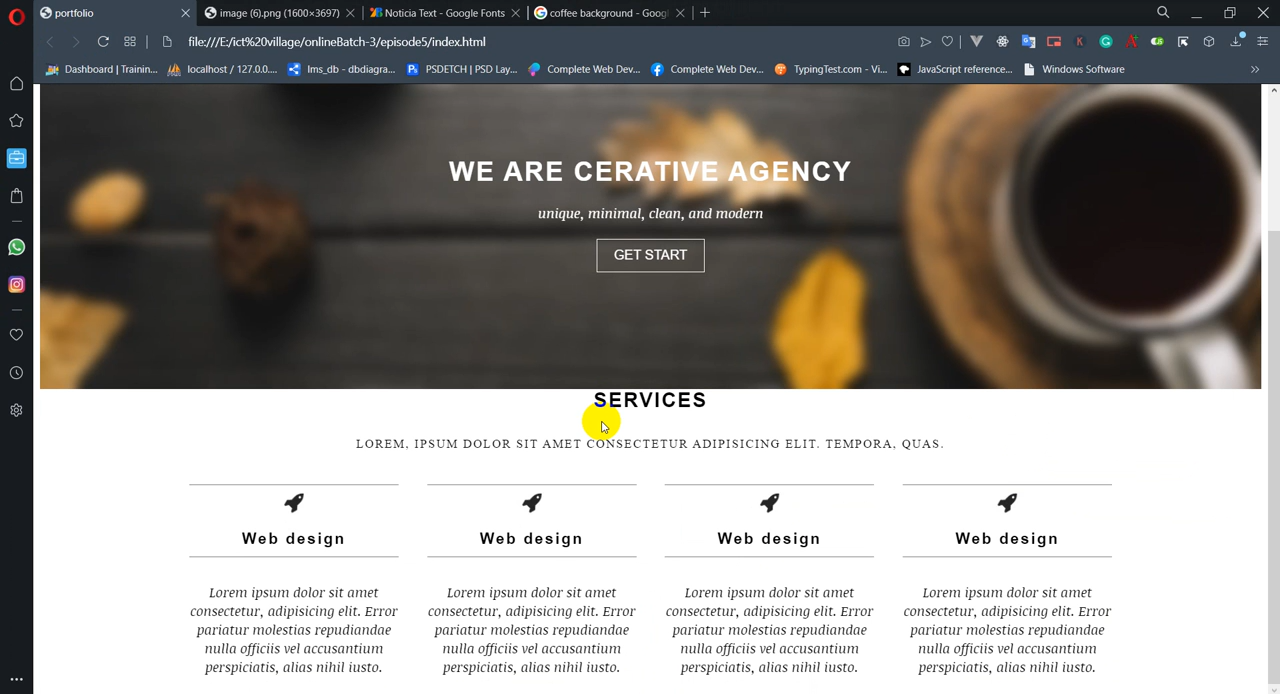 portfolio
image (6).png (1600×3697)
Noticia Text - Google Fonts
coffee background - Goog
file:///E:/ict%20village/onlineBatch-3/episode5/index.html
Dashboard | Trainin...
localhost / 127.0.0....
lms_db - dbdiagra...
PSDETCH | PSD Lay...
Complete Web Dev...
Complete Web Dev...
TypingTest.com - Vi...
JavaScript reference...
Windows Software
WE ARE CERATIVE AGENCY
unique, minimal, clean, and modern
GET START
SERVICES
LOREM, IPSUM DOLOR SIT AMET CONSECTETUR ADIPISICING ELIT. TEMPORA, QUAS.
Web design
Lorem ipsum dolor sit amet
consectetur, adipisicing elit. Error
pariatur molestias repudiandae
nulla officiis vel accusantium
perspiciatis, alias nihil iusto.
Web design
Lorem ipsum dolor sit amet
consectetur, adipisicing elit. Error
pariatur molestias repudiandae
nulla officiis vel accusantium
perspiciatis, alias nihil iusto.
Web design
Lorem ipsum dolor sit amet
consectetur, adipisicing elit. Error
pariatur molestias repudiandae
nulla officiis vel accusantium
perspiciatis, alias nihil iusto.
Web design
Lorem ipsum dolor sit amet
consectetur, adipisicing elit. Error
pariatur molestias repudiandae
nulla officiis vel accusantium
perspiciatis, alias nihil iusto.